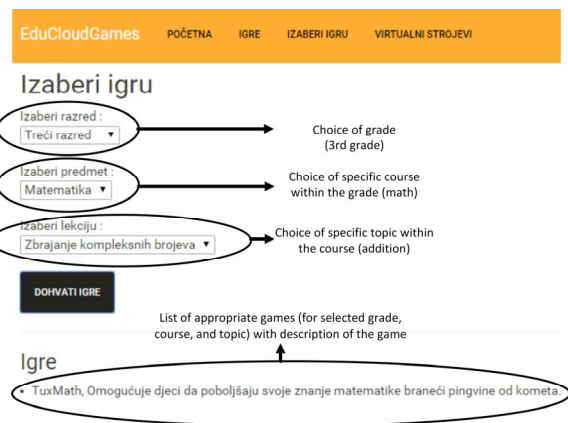 EduCloudGames POČETNA IGRE IZABERI IGRU VIRTUALNI STROJEVI
Izaberi igru
Izaberi razred :
Treći razred
Choice of grade
(3rd grade)
Izaberi predmet :
Matematika
Choice of specific course
within the grade (math)
Izaberi lekciju :
Zbrajanje kompleksnih brojeva
Choice of specific topic within
the course (addition)
DOHVATI IGRE
List of appropriate games (for selected grade,
course, and topic) with description of the game
Igre
• TuxMath, Omogućuje djeci da poboljšaju svoje znanje matematike braneći pingvine od kometa.